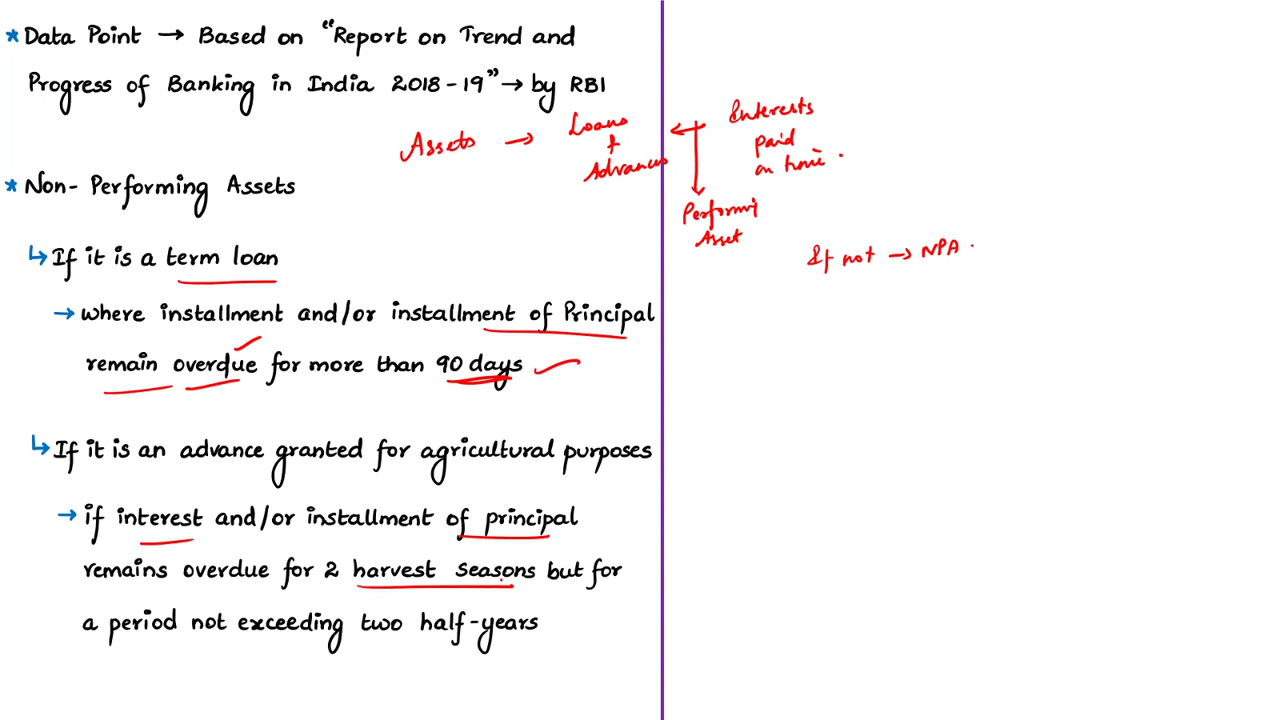 * Data Point → Based on "Report on Trend and
Progress of Banking in India 2018-19" → by RBI
Assets → Loans
+
Advances
Interests
paid
on time.
Performi
Asset
If not → NPA.
* Non-Performing Assets
↳ If it is a term loan
→ where installment and/or installment of Principal
remain overdue for more than 90 days
↳ If it is an advance granted for agricultural purposes
→ if interest and/or installment of principal
remains overdue for 2 harvest seasons but for
a period not exceeding two half-years